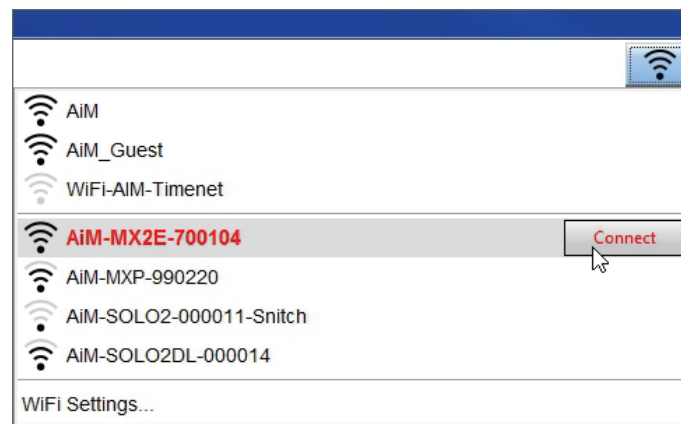 AiM
AiM_Guest
WiFi-AIM-Timenet
AiM-MX2E-700104 Connect
AiM-MXP-990220
AiM-SOLO2-000011-Snitch
AiM-SOLO2DL-000014
WiFi Settings...